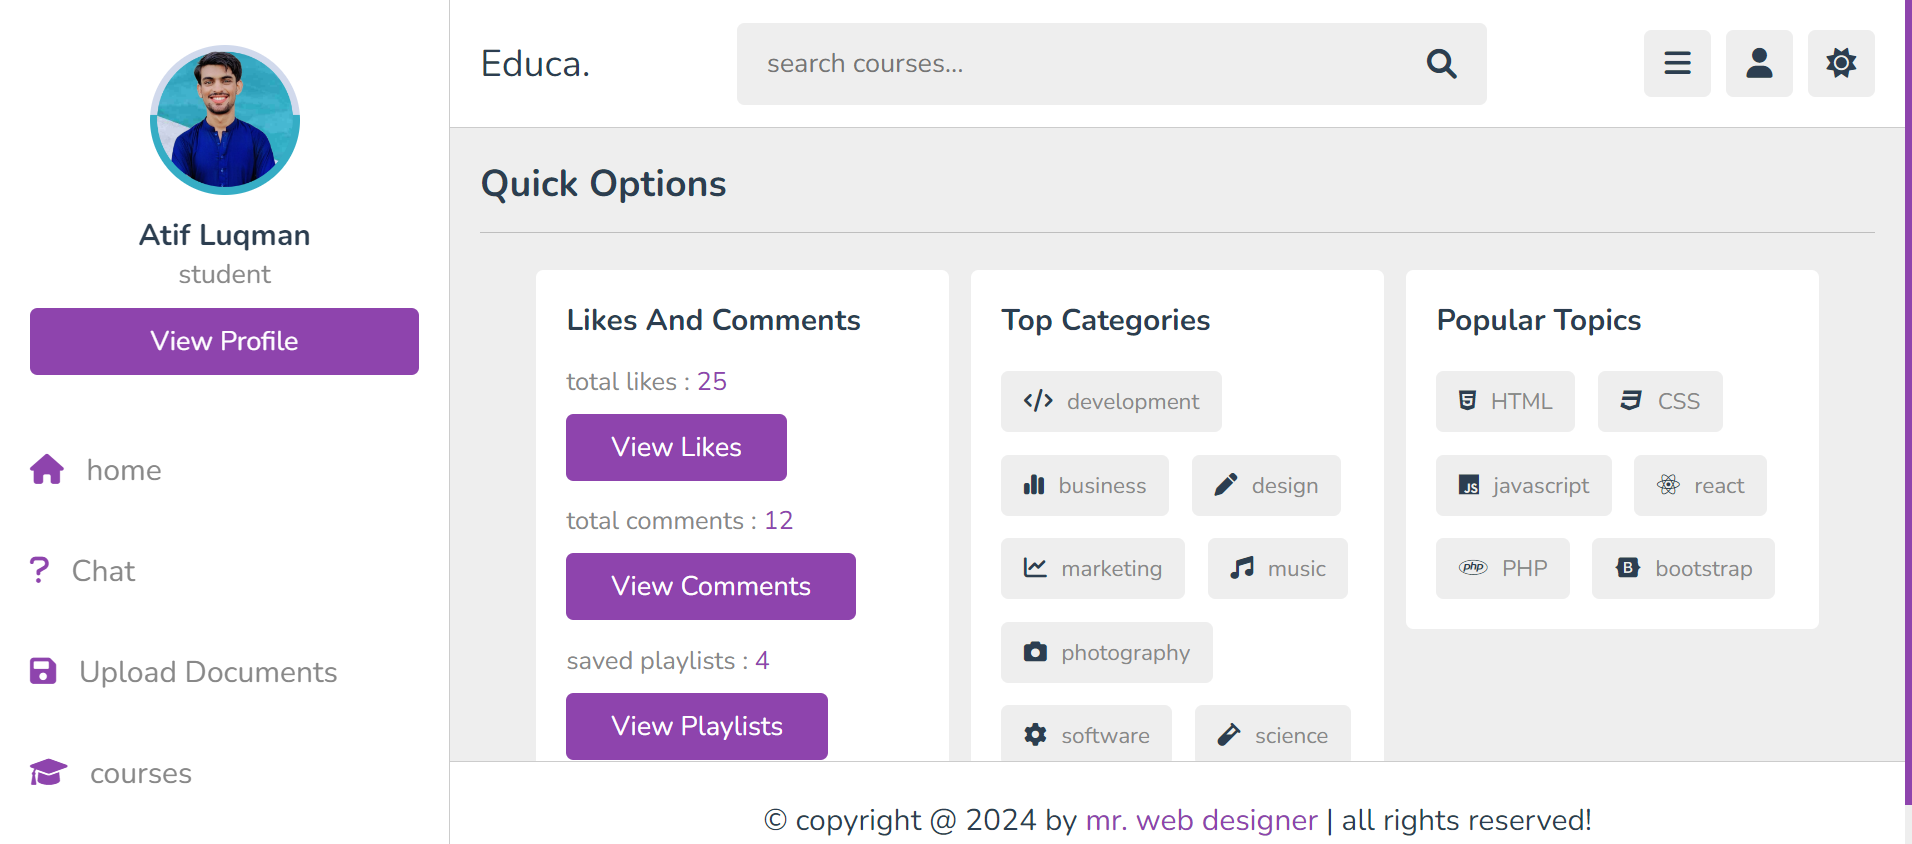 Atif Luqman
student
View Profile
home
Chat
Upload Documents
courses
Educa.
search courses...
Quick Options
Likes And Comments
total likes : 25
View Likes
total comments : 12
View Comments
saved playlists : 4
View Playlists
Top Categories
development
business design
marketing music
photography
software science
Popular Topics
HTML CSS
JS javascript react
php PHP B bootstrap
© copyright @ 2024 by mr. web designer | all rights reserved!